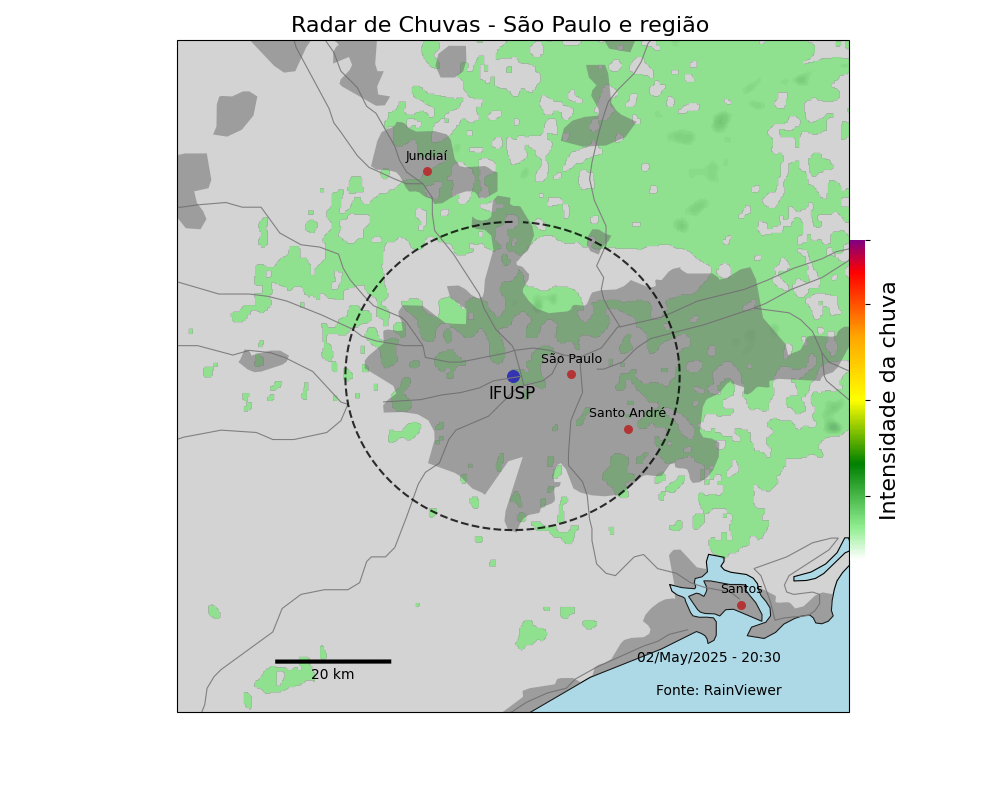 Radar de Chuvas - São Paulo e região
Jundiaí
São Paulo
IFUSP
Santo André
Santos
20 km
02/May/2025 - 20:30
Fonte: RainViewer
Intensidade da chuva